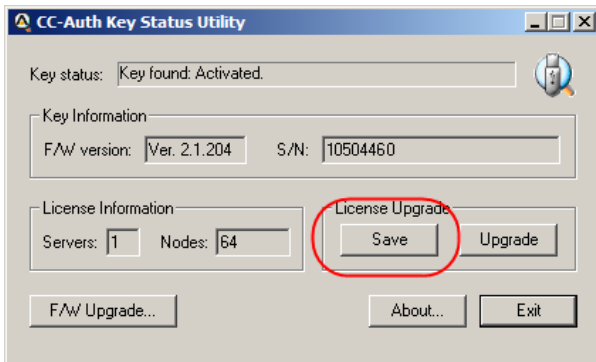 CC-Auth Key Status Utility
Key status: Key found: Activated.
Key Information
F/W version: Ver. 2.1.204 S/N: 10504460
License Information License Upgrade
Servers: 1 Nodes: 64 Save Upgrade
F/W Upgrade... About... Exit